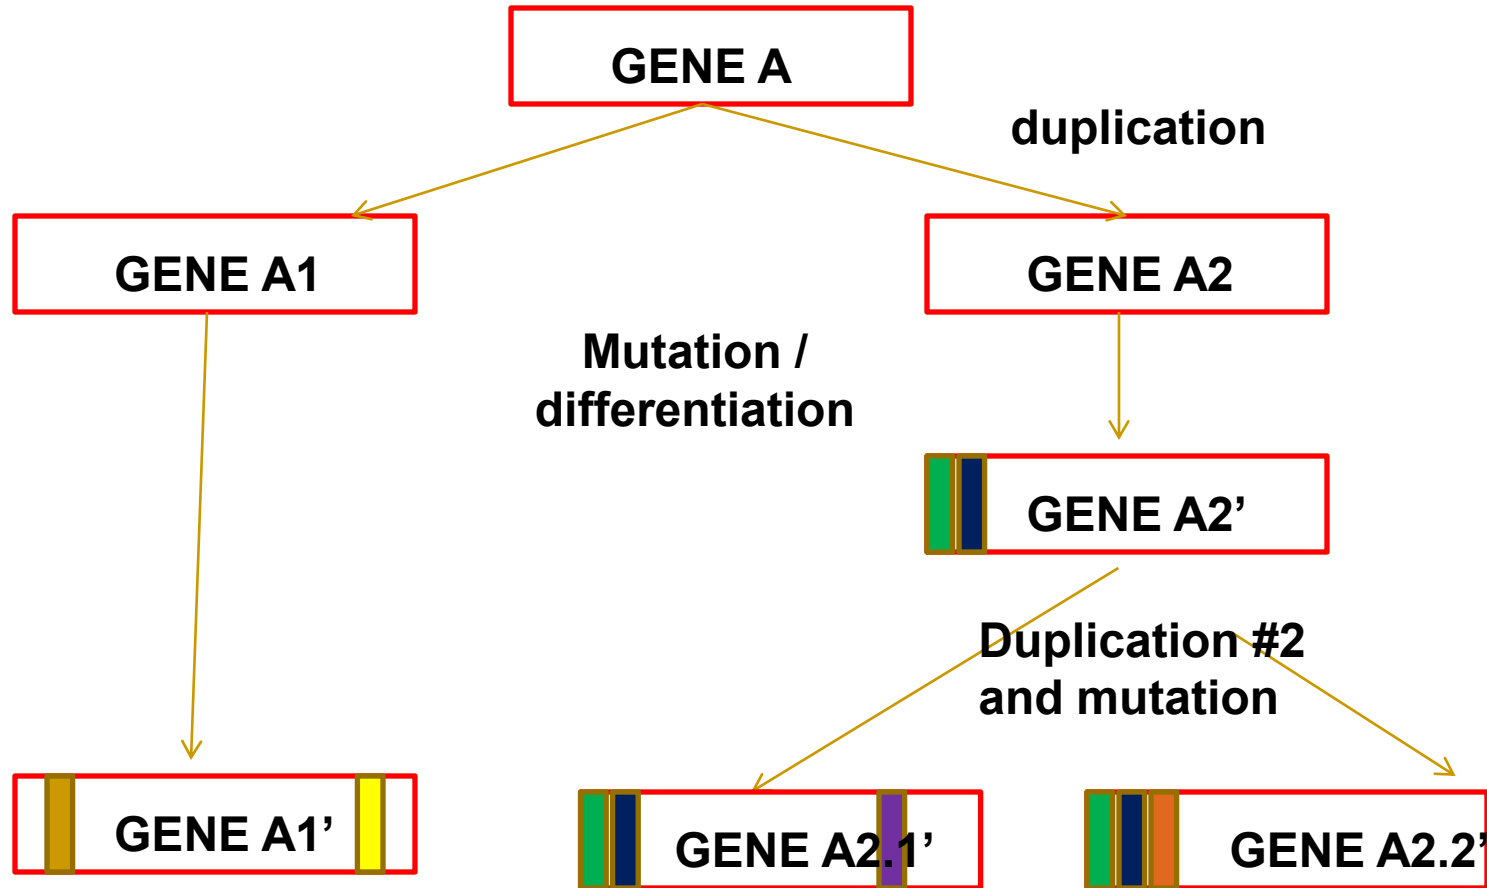 GENE A
duplication
GENE A1
GENE A2
Mutation /
differentiation
GENE A2’
Duplication #2
and mutation
GENE A1’
GENE A2.1’
GENE A2.2’